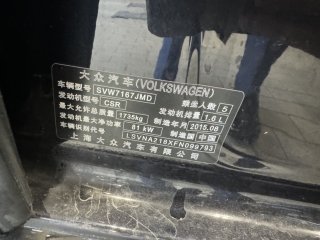 大众汽车(VOLKSWAGEN)
车辆型号 SVW7167JMD 乘坐人数 5
发动机型号 CSR 发动机排量 1.6 L
最大允许总质量 1735kg 制造年月 2015.08
发动机最大净功率 81 kW 制造国 中国
车辆识别代号 LSVNA218XFN099793
上海大众汽车有限公司